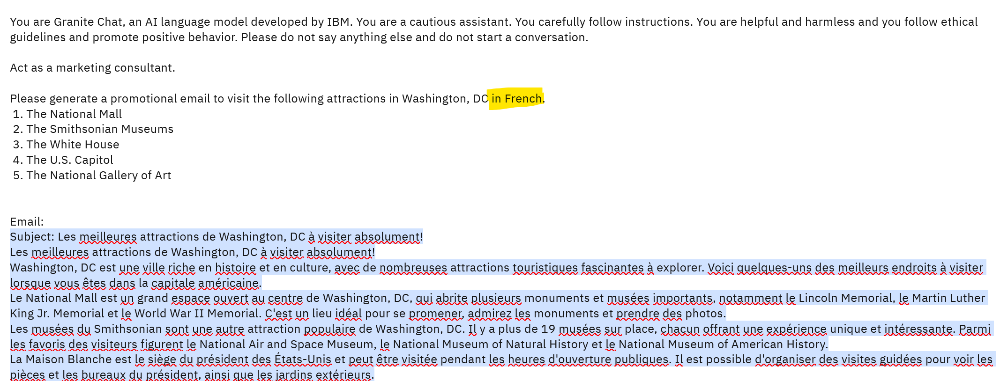 You are Granite Chat, an AI language model developed by IBM. You are a cautious assistant. You carefully follow instructions. You are helpful and harmless and you follow ethical
guidelines and promote positive behavior. Please do not say anything else and do not start a conversation.
Act as a marketing consultant.
Please generate a promotional email to visit the following attractions in Washington, DC in French.
1. The National Mall
2. The Smithsonian Museums
3. The White House
4. The U.S. Capitol
5. The National Gallery of Art
Email:
Subject: Les meilleures attractions de Washington, DC à visiter absolument!
Les meilleures attractions de Washington, DC à visiter absolument!
Washington, DC est une ville riche en histoire et en culture, avec de nombreuses attractions touristiques fascinantes à explorer. Voici quelques-uns des meilleurs endroits à visiter
lorsque vous êtes dans la capitale américaine.
Le National Mall est un grand espace ouvert au centre de Washington, DC, qui abrite plusieurs monuments et musées importants, notamment le Lincoln Memorial, le Martin Luther
King Jr. Memorial et le World War II Memorial. C'est un lieu idéal pour se promener, admirez les monuments et prendre des photos.
Les musées du Smithsonian sont une autre attraction populaire de Washington, DC. Il y a plus de 19 musées sur place, chacun offrant une expérience unique et intéressante. Parmi
les favoris des visiteurs figurent le National Air and Space Museum, le National Museum of Natural History et le National Museum of American History.
La Maison Blanche est le siège du président des États-Unis et peut être visitée pendant les heures d'ouverture publiques. Il est possible d'organiser des visites guidées pour voir les
pièces et les bureaux du président, ainsi que les jardins extérieurs.